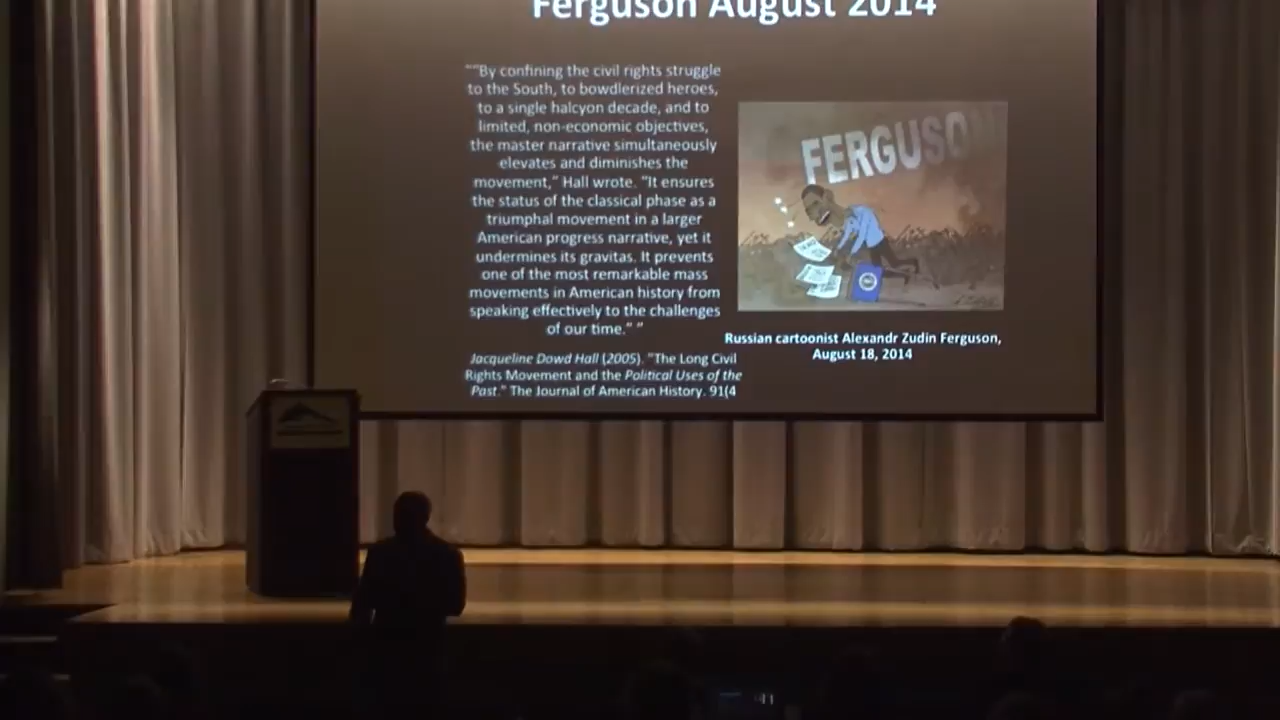 Ferguson August 2014
““By confining the civil rights struggle
to the South, to bowdlerized heroes,
to a single halcyon decade, and to
limited, non-economic objectives,
the master narrative simultaneously
elevates and diminishes the
movement,” Hall wrote. “It ensures
the status of the classical phase as a
triumphal movement in a larger
American progress narrative, yet it
undermines its gravitas. It prevents
one of the most remarkable mass
movements in American history from
speaking effectively to the challenges
of our time.” ”
Jacqueline Dowd Hall (2005). "The Long Civil
Rights Movement and the Political Uses of the
Past." The Journal of American History. 91(4
FERGUSON
Russian cartoonist Alexandr Zudin Ferguson,
August 18, 2014